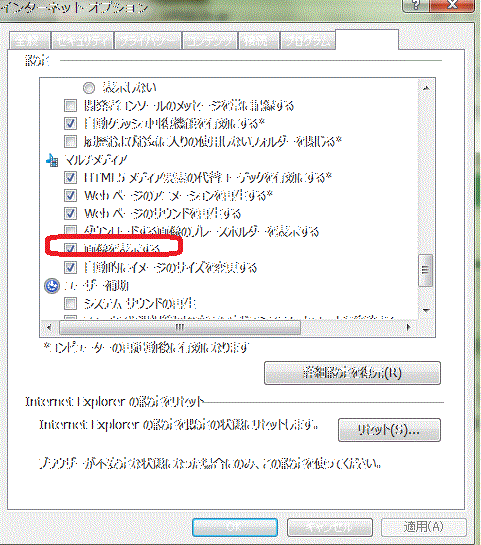 インターネット オプション
全般 セキュリティ プライバシー コンテンツ 接続 プログラム
設定
表示しない
開発者コンソールのメッセージを常に記録する
自動クラッシュ回復機能を有効にする*
履歴およびお気に入りの使用しないフォルダーを閉じる*
マルチメディア
HTML5 メディア要素の代替コーデックを有効にする*
Web ページのアニメーションを再生する*
Web ページのサウンドを再生する
ダウンロードする画像のプレースホルダーを表示する
画像を表示する
自動的にイメージのサイズを変更する
ユーザー補助
システム サウンドの再生
*コンピューターの再起動後に有効になります
詳細設定を復元(R)
Internet Explorer の設定をリセット
Internet Explorer の設定を既定の状態にリセットします。
リセット(S)...
ブラウザーが不安定な状態になった場合にのみ、この設定を使ってください。
OK キャンセル 適用(A)